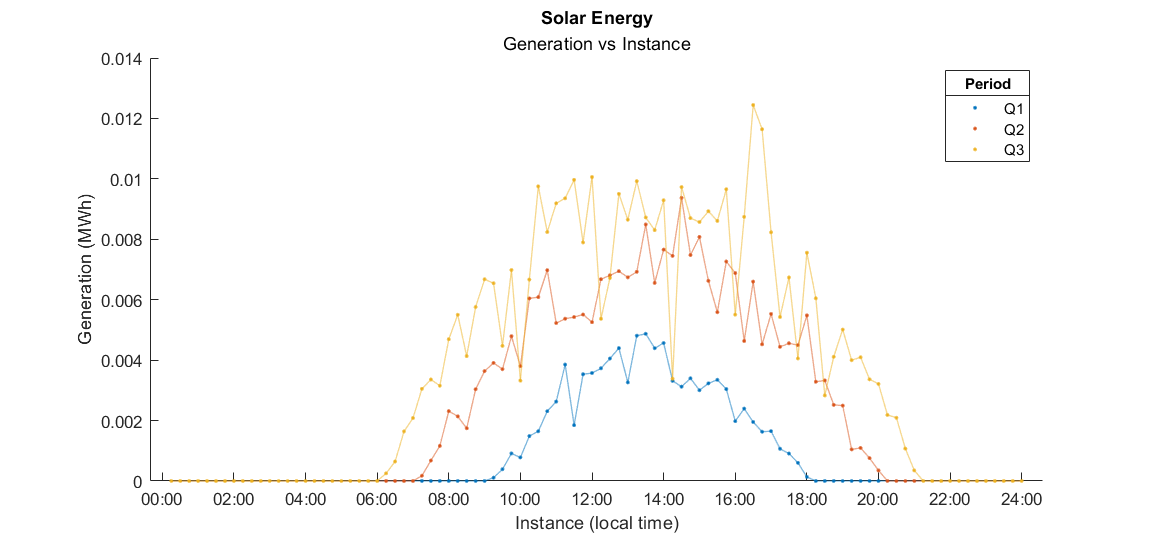 Solar Energy
Generation vs Instance
Generation (MWh)
0.014
0.012
0.01
0.008
0.006
0.004
0.002
0
00:00 02:00 04:00 06:00 08:00 10:00 12:00 14:00 16:00 18:00 20:00 22:00 24:00
Instance (local time)
Period
Q1
Q2
Q3